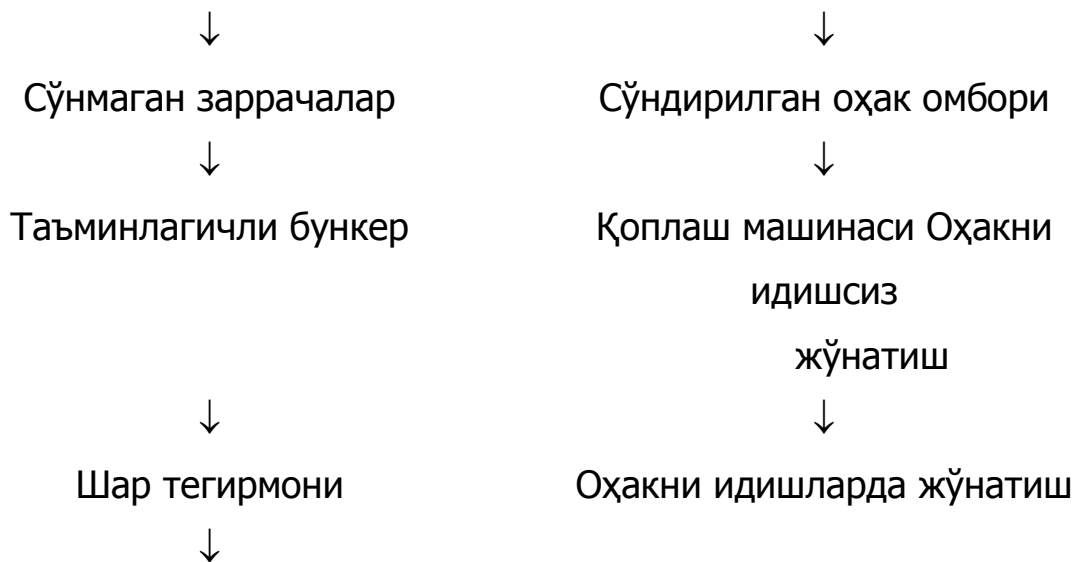 ↓ ↓
Сўнмаган заррачалар Сўндирилган оҳак омбори
↓ ↓
Таъминлагичли бункер Қоплаш машинаси Оҳакни
идишсиз
жўнатиш
↓ ↓
Шар тегирмони Оҳакни идишларда жўнатиш
↓